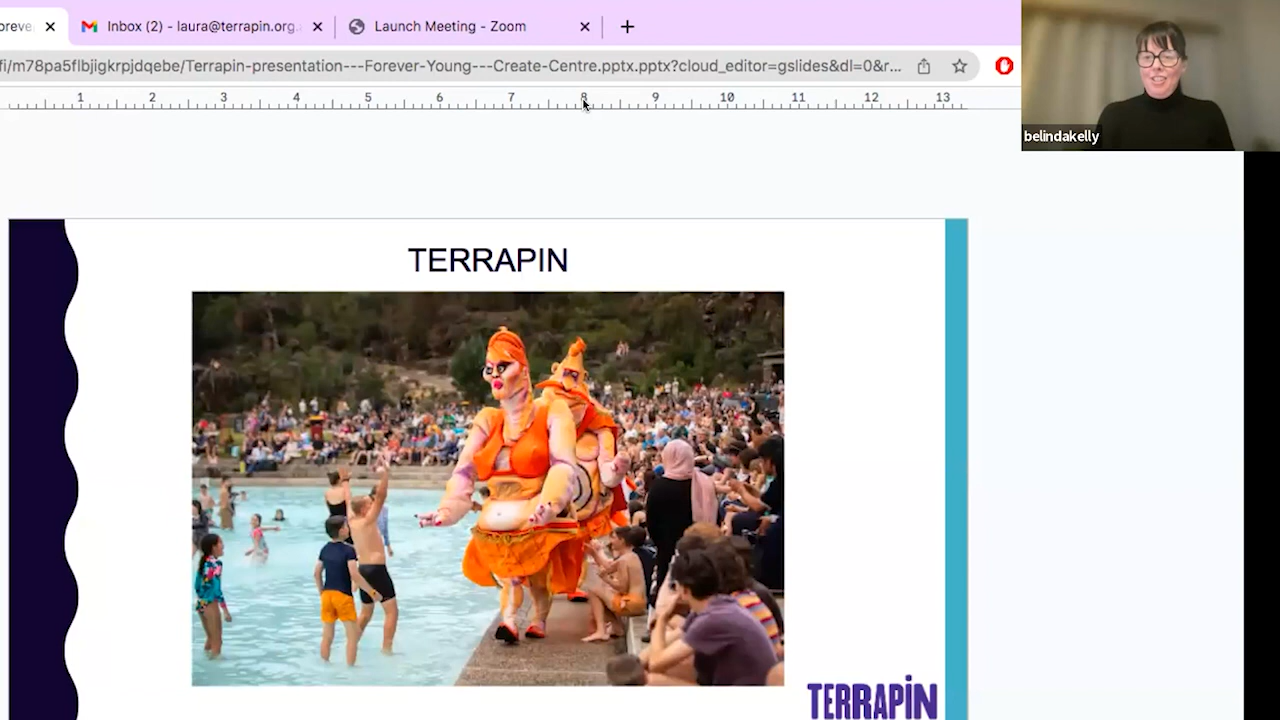 oreve
Inbox (2) - laura@terrapin.org.
Launch Meeting - Zoom
fi/m78pa5flbjigkrpjdqebe/Terrapin-presentation---Forever-Young---Create-Centre.pptx.pptx?cloud_editor=gslides&dl=0&r...
1 2 3 4 5 6 7 8 9 10 11 12 13
belindakelly
TERRAPIN
TERRAPIN